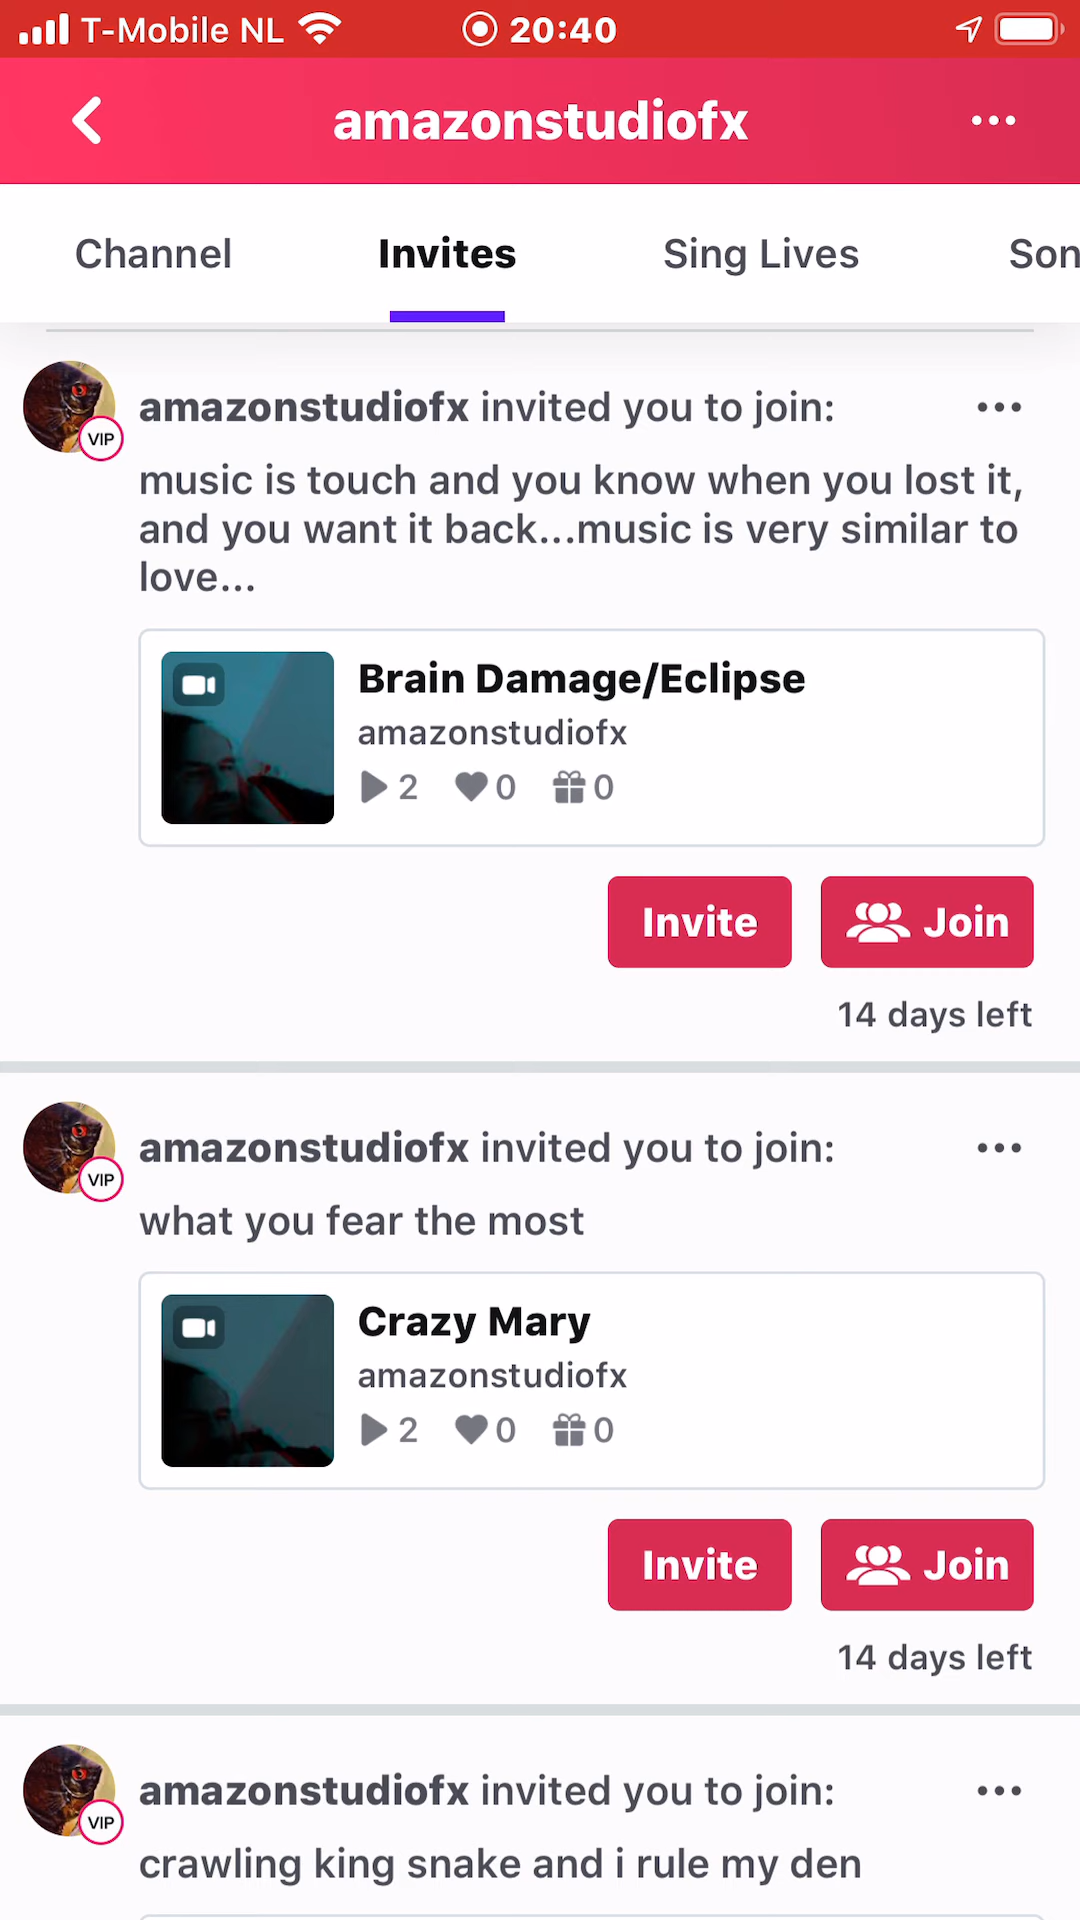 T-Mobile NL 20:40
amazonstudiofx
Channel Invites Sing Lives Son
amazonstudiofx invited you to join:
VIP
music is touch and you know when you lost it,
and you want it back...music is very similar to
love...
Brain Damage/Eclipse
amazonstudiofx
2 0 0
Invite Join
14 days left
amazonstudiofx invited you to join:
VIP
what you fear the most
Crazy Mary
amazonstudiofx
2 0 0
Invite Join
14 days left
amazonstudiofx invited you to join:
VIP
crawling king snake and i rule my den